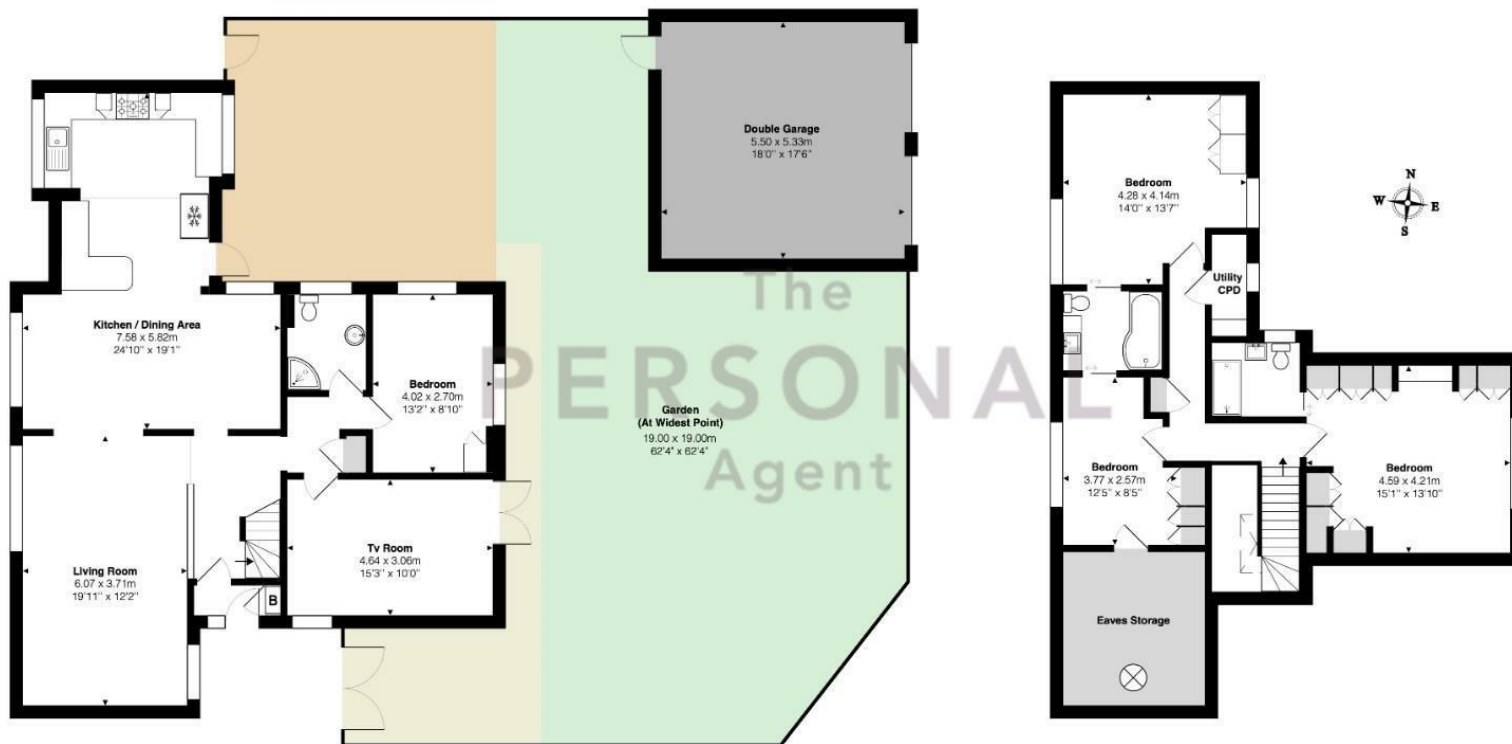 Double Garage
5.50 x 5.33m
18'0'' x 17'6''
Kitchen / Dining Area
7.58 x 5.82m
24'10'' x 19'1''
Bedroom
4.02 x 2.70m
13'2'' x 8'10''
Garden
(At Widest Point)
19.00 x 19.00m
62'4'' x 62'4''
Tv Room
4.64 x 3.06m
15'3'' x 10'0''
Living Room
6.07 x 3.71m
19'11'' x 12'2''
B
The
PERSONAL
Agent
Bedroom
4.28 x 4.14m
14'0'' x 13'7''
N
W E
S
Utility
CPD
Bedroom
3.77 x 2.57m
12'5'' x 8'5''
Bedroom
4.59 x 4.21m
15'1'' x 13'10''
Eaves Storage